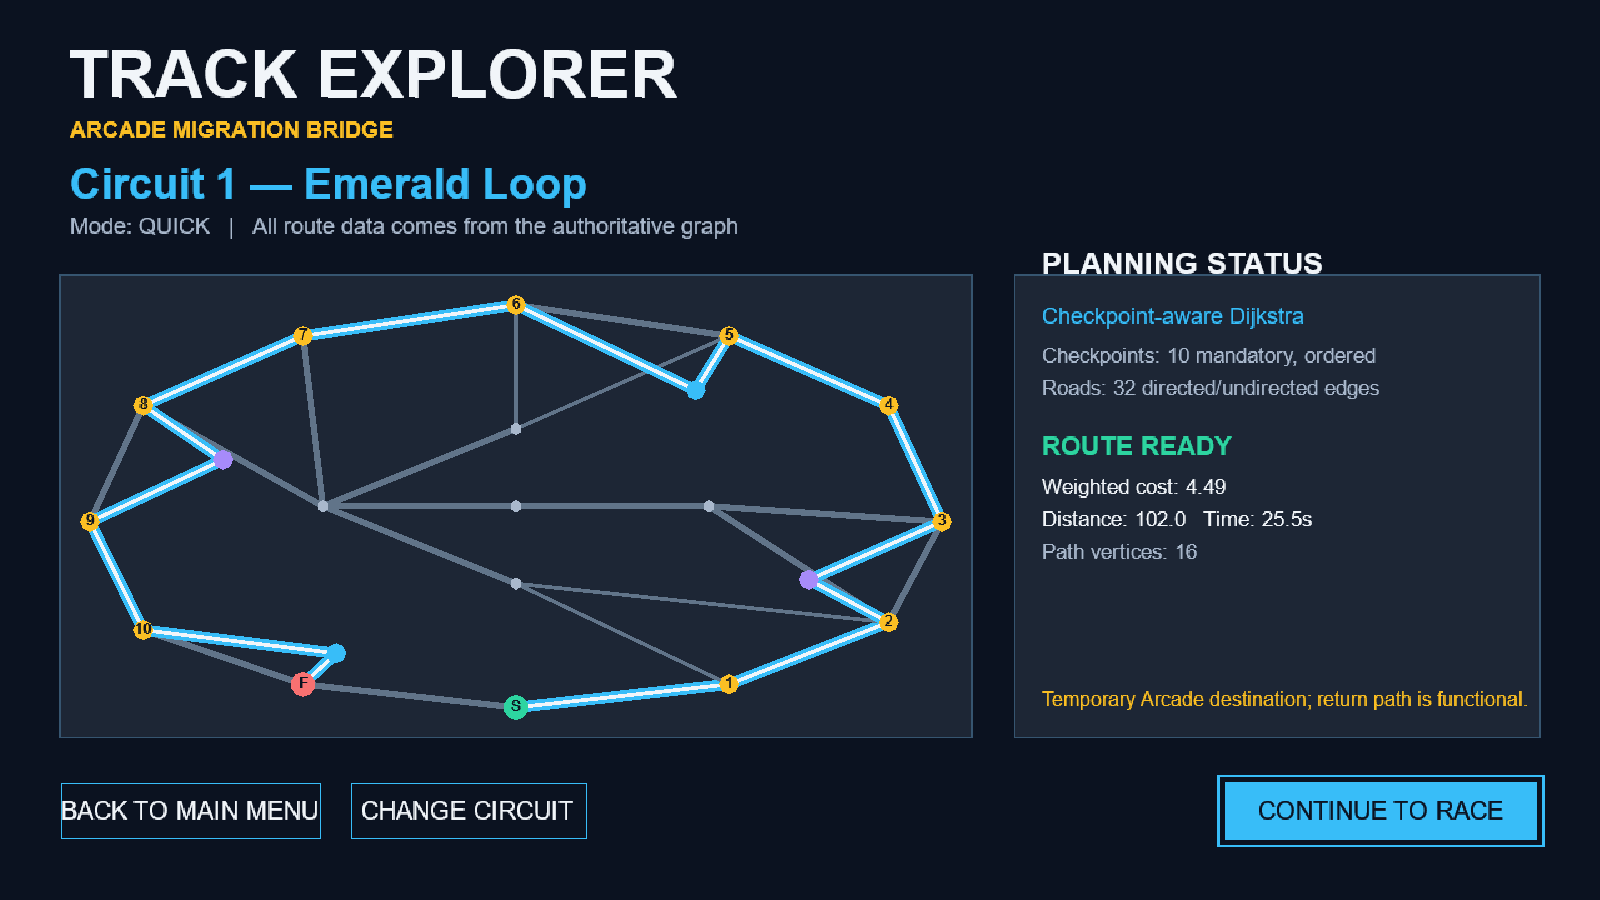 TRACK EXPLORER
ARCADE MIGRATION BRIDGE
Circuit 1 — Emerald Loop
Mode: QUICK | All route data comes from the authoritative graph
PLANNING STATUS
Checkpoint-aware Dijkstra
Checkpoints: 10 mandatory, ordered
Roads: 32 directed/undirected edges
ROUTE READY
Weighted cost: 4.49
Distance: 102.0 Time: 25.5s
Path vertices: 16
Temporary Arcade destination; return path is functional.
6
7
5
8
4
9
3
2
10
F
1
S
BACK TO MAIN MENU
CHANGE CIRCUIT
CONTINUE TO RACE